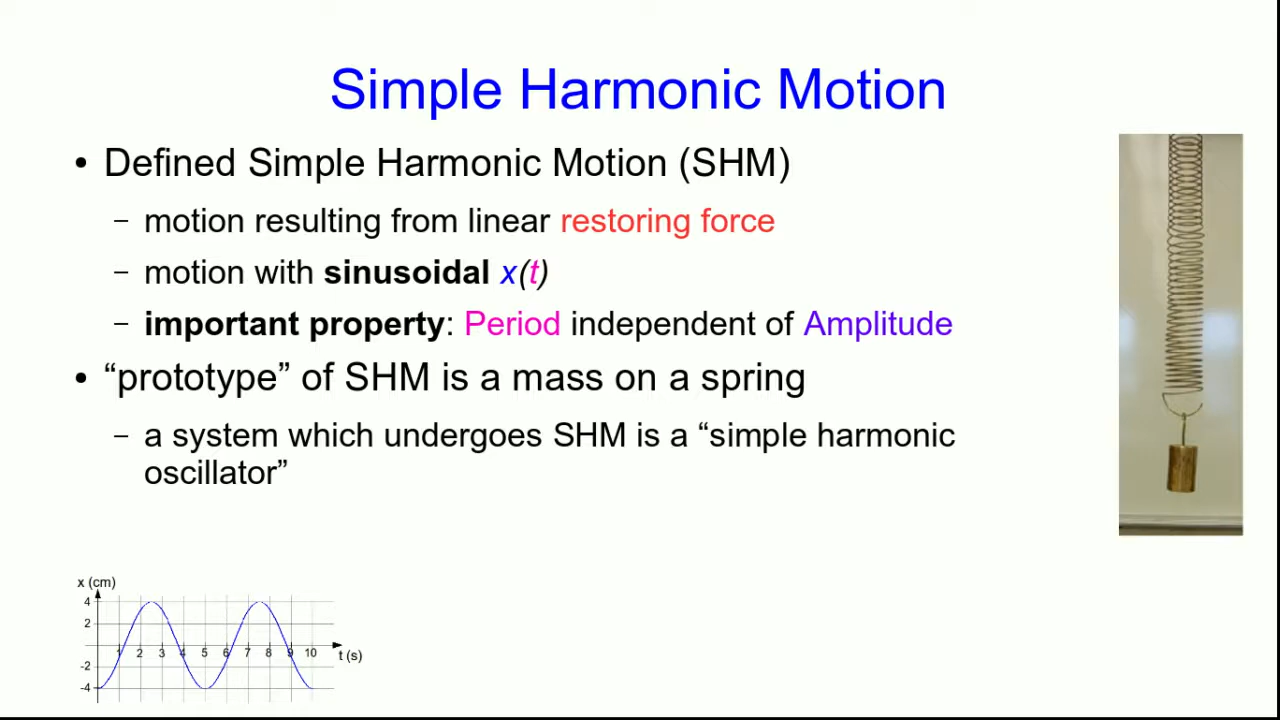 Simple Harmonic Motion
• Defined Simple Harmonic Motion (SHM)
– motion resulting from linear restoring force
– motion with sinusoidal x(t)
– important property: Period independent of Amplitude
• “prototype” of SHM is a mass on a spring
– a system which undergoes SHM is a “simple harmonic
oscillator”
x (cm)
4
2
1 2 3 4 5 6 7 8 9 10
t (s)
-2
-4